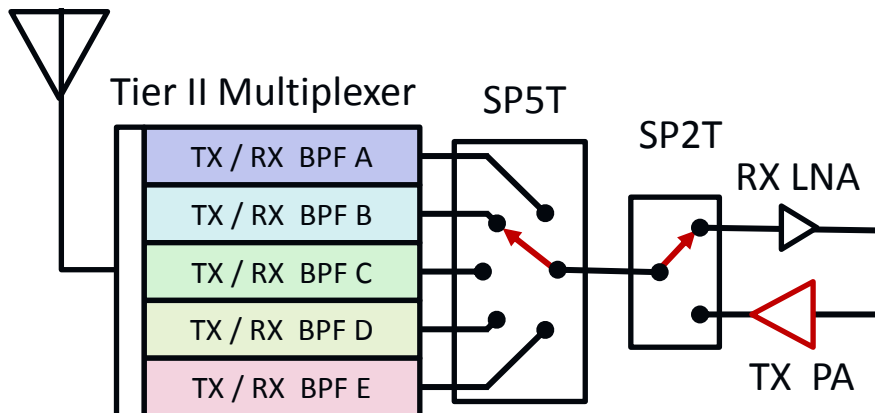 Tier II Multiplexer
SP5T
SP2T
RX LNA
TX / RX BPF A
TX / RX BPF B
TX / RX BPF C
TX / RX BPF D
TX / RX BPF E
TX PA